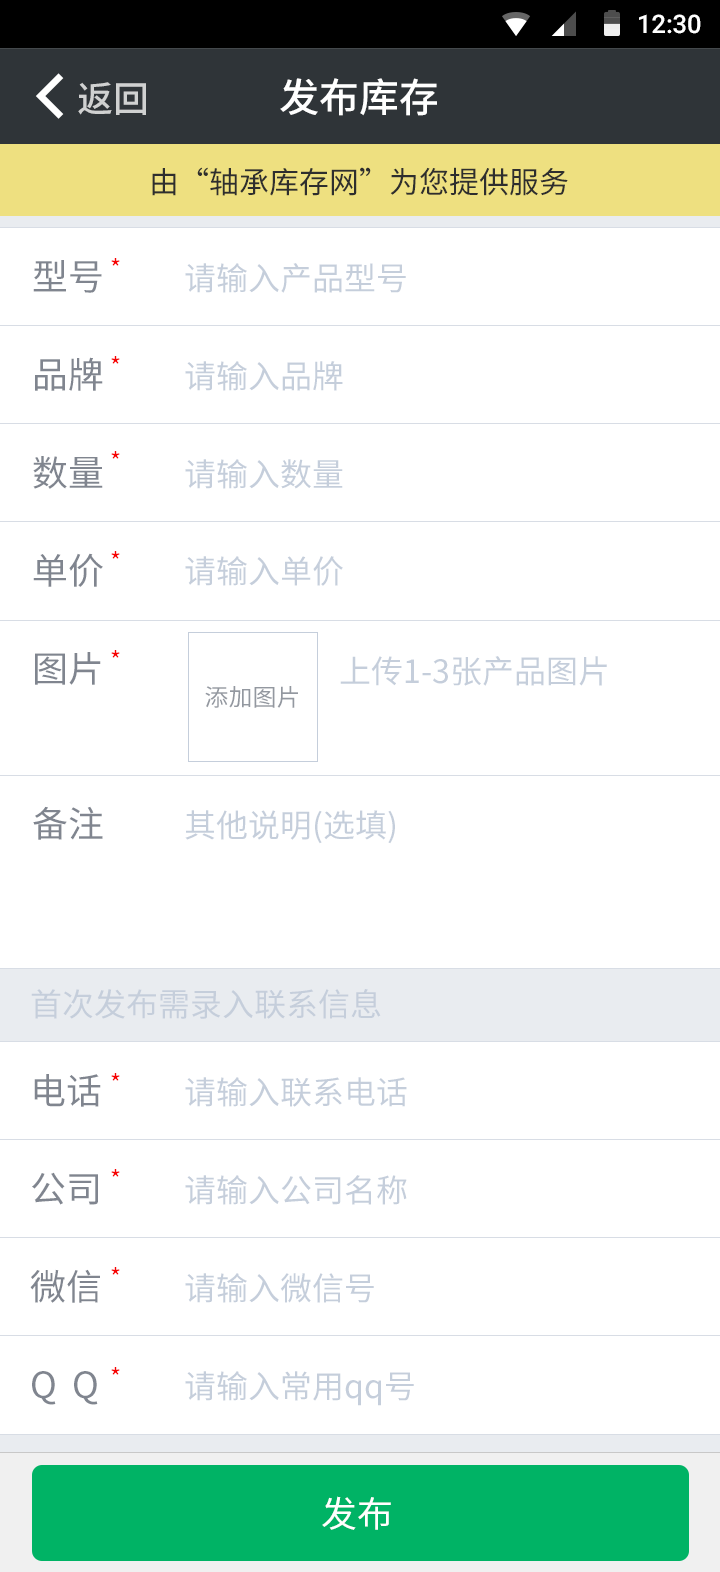 12:30
返回
发布库存
由“轴承库存网”为您提供服务
型号 * 请输入产品型号
品牌 * 请输入品牌
数量 * 请输入数量
单价 * 请输入单价
图片 * 添加图片 上传1-3张产品图片
备注 其他说明(选填)
首次发布需录入联系信息
电话 * 请输入联系电话
公司 * 请输入公司名称
微信 * 请输入微信号
Q Q * 请输入常用qq号
发布